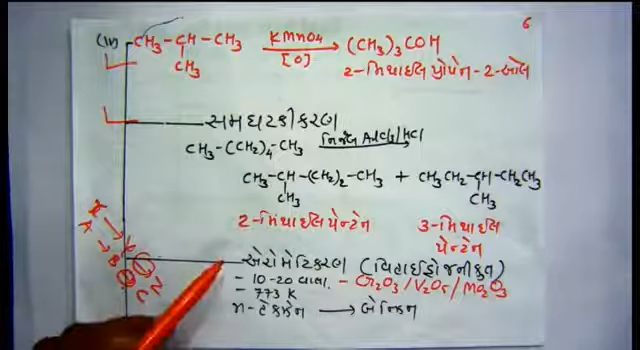 6
(iv) CH3-CH-CH3 KMnO4 [O] (CH3)3COH
CH3
2-મિથાઈલ પ્રોપેન-2-ઓલ
સમઘટકીકરણ
CH3-(CH2)4-CH3 નિર્જળ AlCl3/HCl
CH3-CH-(CH2)2-CH3 + CH3CH2-CH-CH2CH3
CH3 CH3
2-મિથાઈલ પેન્ટેન 3-મિથાઈલ
પેન્ટેન
એરોમેટિકરણ (વિહાઈડ્રોજનીકૃત)
- 10-20 વાતા. - Cr2O3/V2O5/Mo2O3
- 773 K
n-હેક્ઝેન → બેન્ઝિન